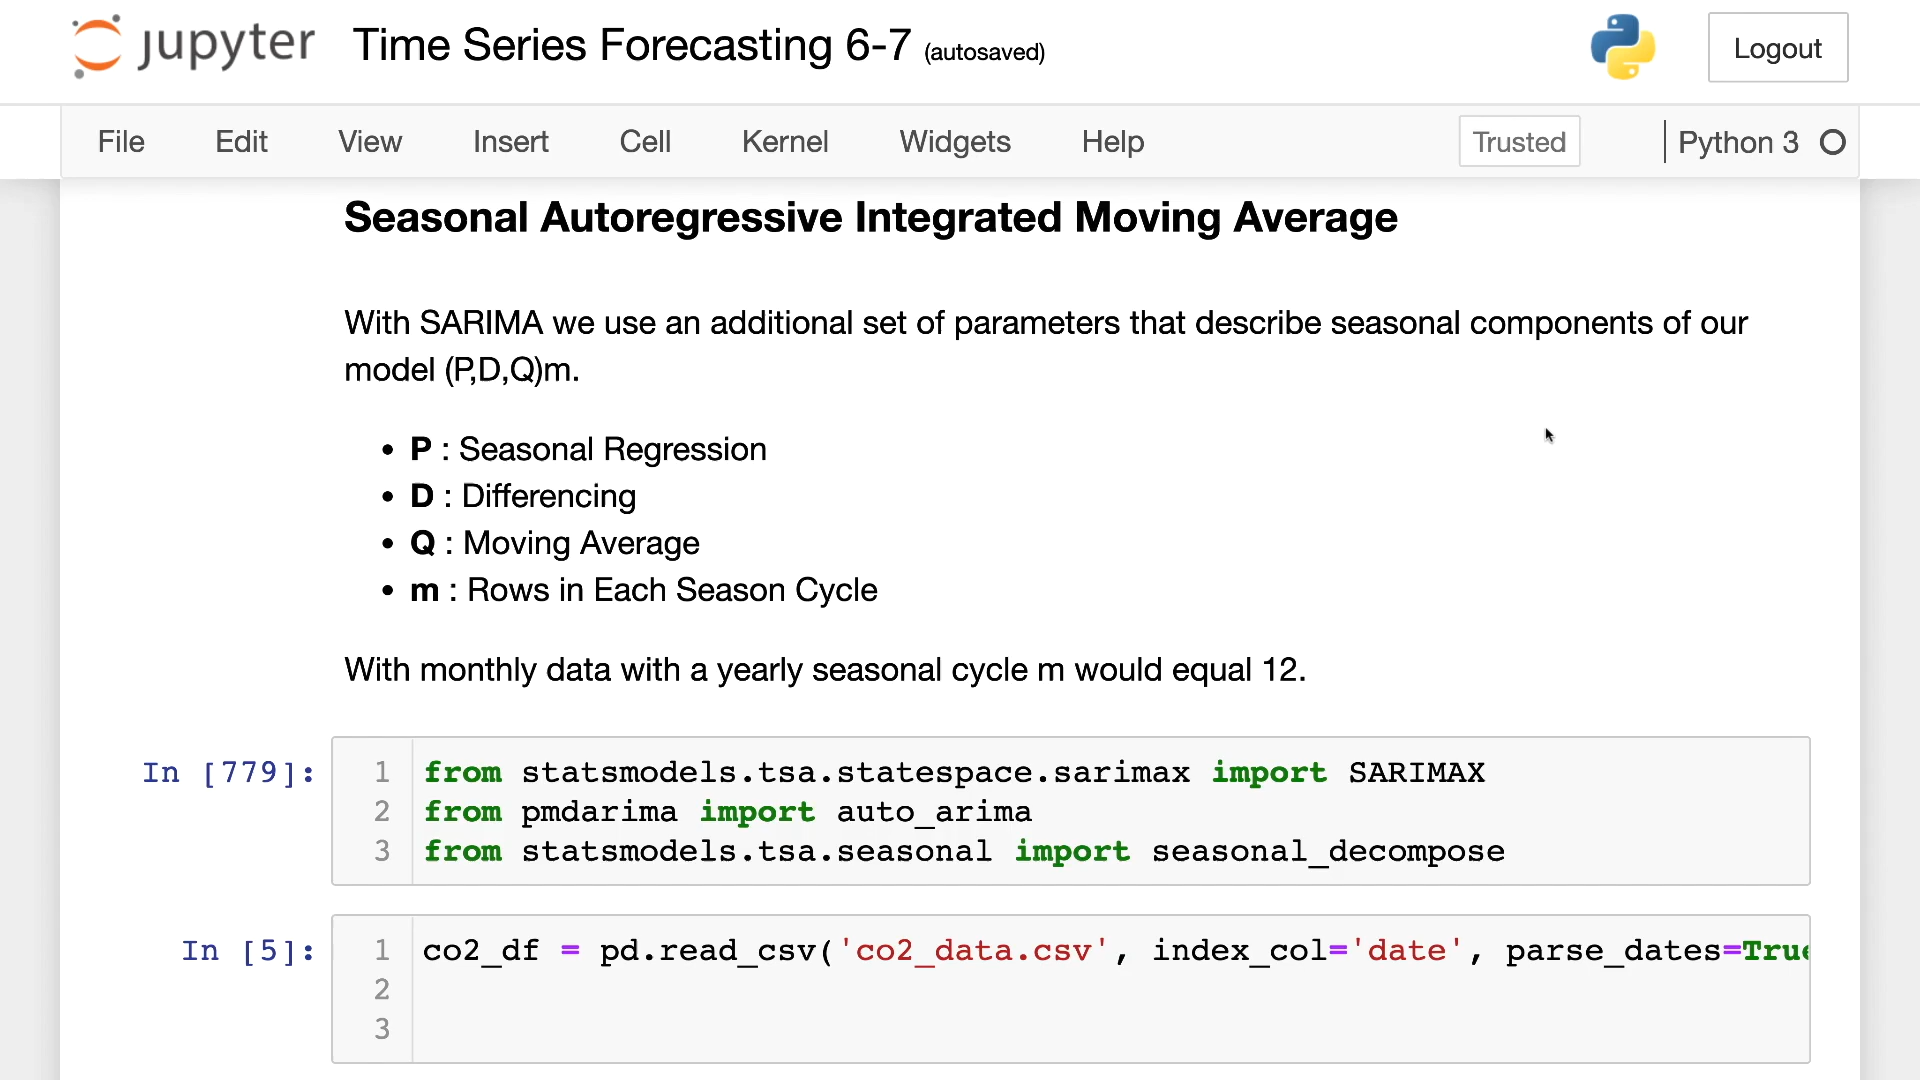 jupyter Time Series Forecasting 6-7 (autosaved) Logout
File Edit View Insert Cell Kernel Widgets Help Trusted Python 3
Seasonal Autoregressive Integrated Moving Average
With SARIMA we use an additional set of parameters that describe seasonal components of our
model (P,D,Q)m.
• P : Seasonal Regression
• D : Differencing
• Q : Moving Average
• m : Rows in Each Season Cycle
With monthly data with a yearly seasonal cycle m would equal 12.
In [779]: 1 from statsmodels.tsa.statespace.sarimax import SARIMAX
2 from pmdarima import auto_arima
3 from statsmodels.tsa.seasonal import seasonal_decompose
In [5]: 1 co2_df = pd.read_csv('co2_data.csv', index_col='date', parse_dates=True
2
3